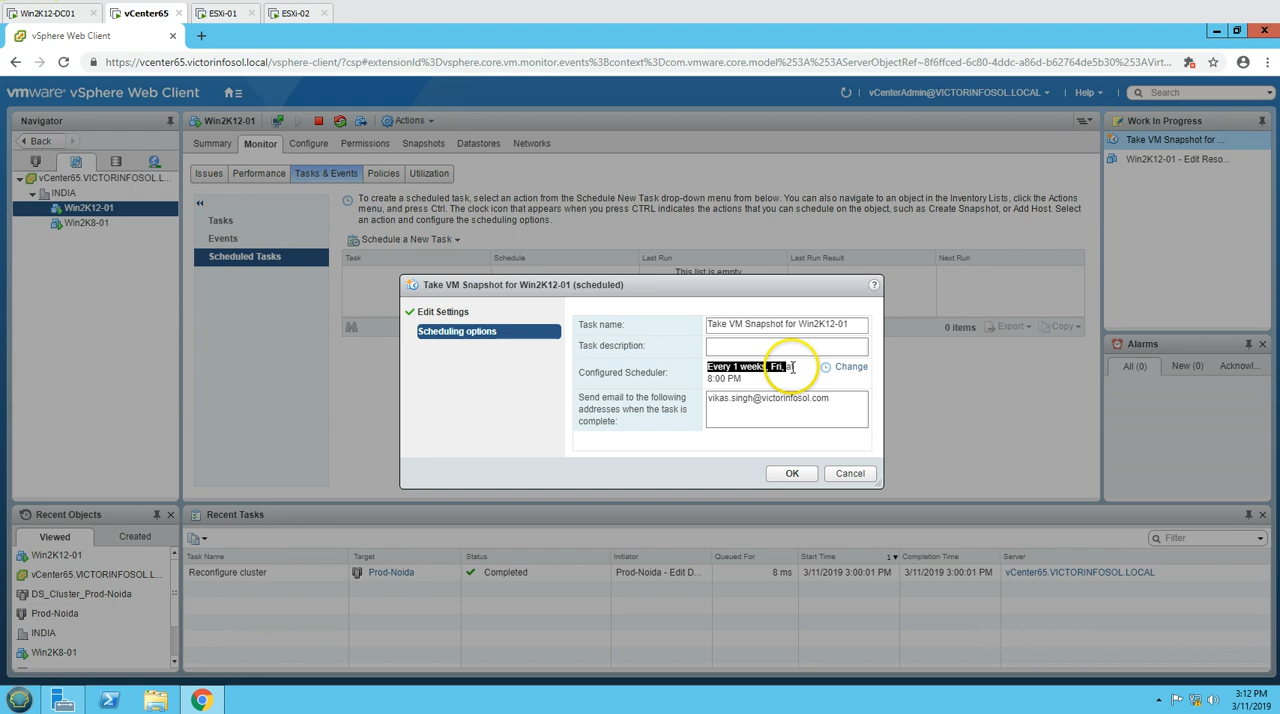 Win2K12-DC01
vCenter65
ESXi-01
ESXi-02
vSphere Web Client
https://vcenter65.victorinfosol.local/vsphere-client/?csp#extensionId%3Dvsphere.core.vm.monitor.events%3Bcontext%3Dcom.vmware.core.model%253A%253AServerObjectRef~8f6ffced-6c80-4ddc-a86d-b62764de5b30%253AVirt...
vmware® vSphere Web Client
vCenterAdmin@VICTORINFOSOL.LOCAL
Help
Search
Navigator
Back
vCenter65.VICTORINFOSOL.LOCAL
INDIA
Win2K12-01
Win2K8-01
Win2K12-01
Actions
Summary Monitor Configure Permissions Snapshots Datastores Networks
Issues Performance Tasks & Events Policies Utilization
Tasks
Events
Scheduled Tasks
To create a scheduled task, select an action from the Schedule New Task drop-down menu from below. You can also navigate to an object in the Inventory Lists, click the Actions
menu, and press Ctrl. The clock icon that appears when you press CTRL indicates the actions that you can schedule on the object, such as Create Snapshot, or Add Host. Select
an action and configure the scheduling options.
Schedule a New Task
Task Schedule Last Run Last Run Result Next Run
This list is empty
0 items Export Copy
Take VM Snapshot for Win2K12-01 (scheduled)
Edit Settings
Scheduling options
Task name: Take VM Snapshot for Win2K12-01
Task description:
Configured Scheduler: Every 1 weeks, Fri, at
8:00 PM
Change
Send email to the following
addresses when the task is
complete:
vikas.singh@victorinfosol.com
OK Cancel
Work In Progress
Take VM Snapshot for ...
Win2K12-01 - Edit Reso...
Alarms
All (0) New (0) Acknowl...
Recent Objects
Viewed Created
Win2K12-01
vCenter65.VICTORINFOSOL.L...
DS_Cluster_Prod-Noida
Prod-Noida
INDIA
Win2K8-01
Recent Tasks
Filter
Task Name Target Status Initiator Queued For Start Time 1 Completion Time Server
Reconfigure cluster Prod-Noida Completed Prod-Noida - Edit D... 8 ms 3/11/2019 3:00:01 PM 3/11/2019 3:00:01 PM vCenter65.VICTORINFOSOL.LOCAL
3:12 PM
3/11/2019